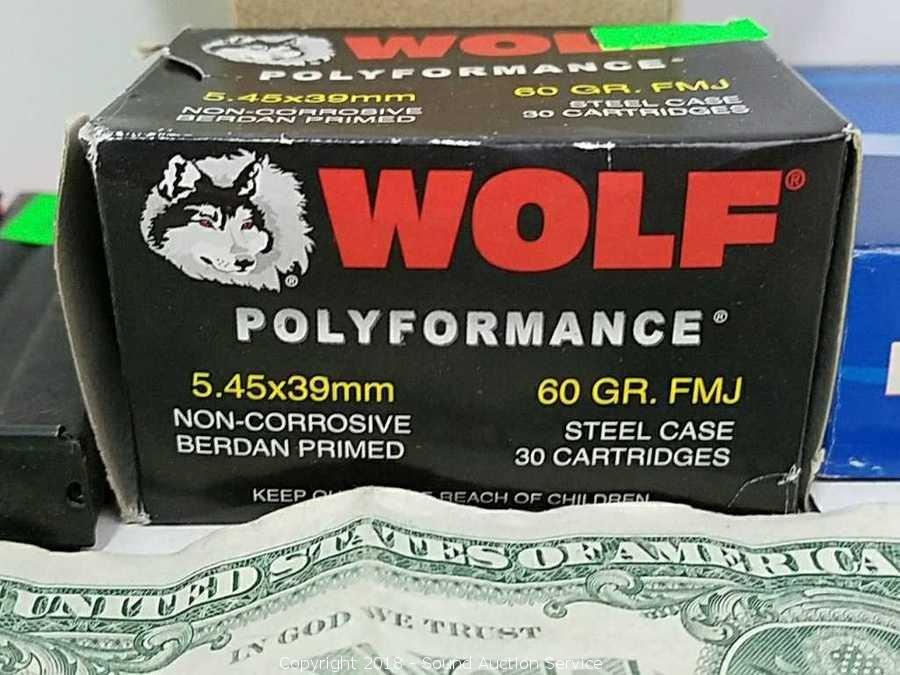 WOLF
POLYFORMANCE
5.45x39mm
60 GR. FMJ
NON-CORROSIVE
BERDAN PRIMED
STEEL CASE
30 CARTRIDGES
WOLF®
POLYFORMANCE®
5.45x39mm
60 GR. FMJ
NON-CORROSIVE
BERDAN PRIMED
STEEL CASE
30 CARTRIDGES
KEEP REACH OF CHILDREN
UNITED STATES OF AMERICA
IN GOD WE TRUST
Copyright 2018 - Sound Auction Service